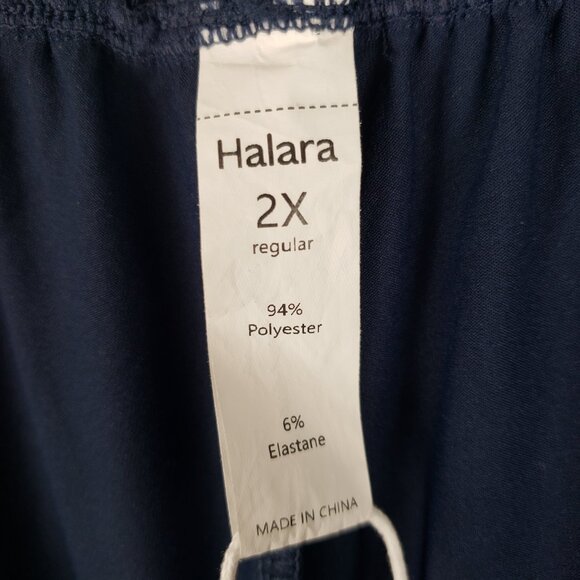 Halara
2X
regular
94%
Polyester
6%
Elastane
MADE IN CHINA